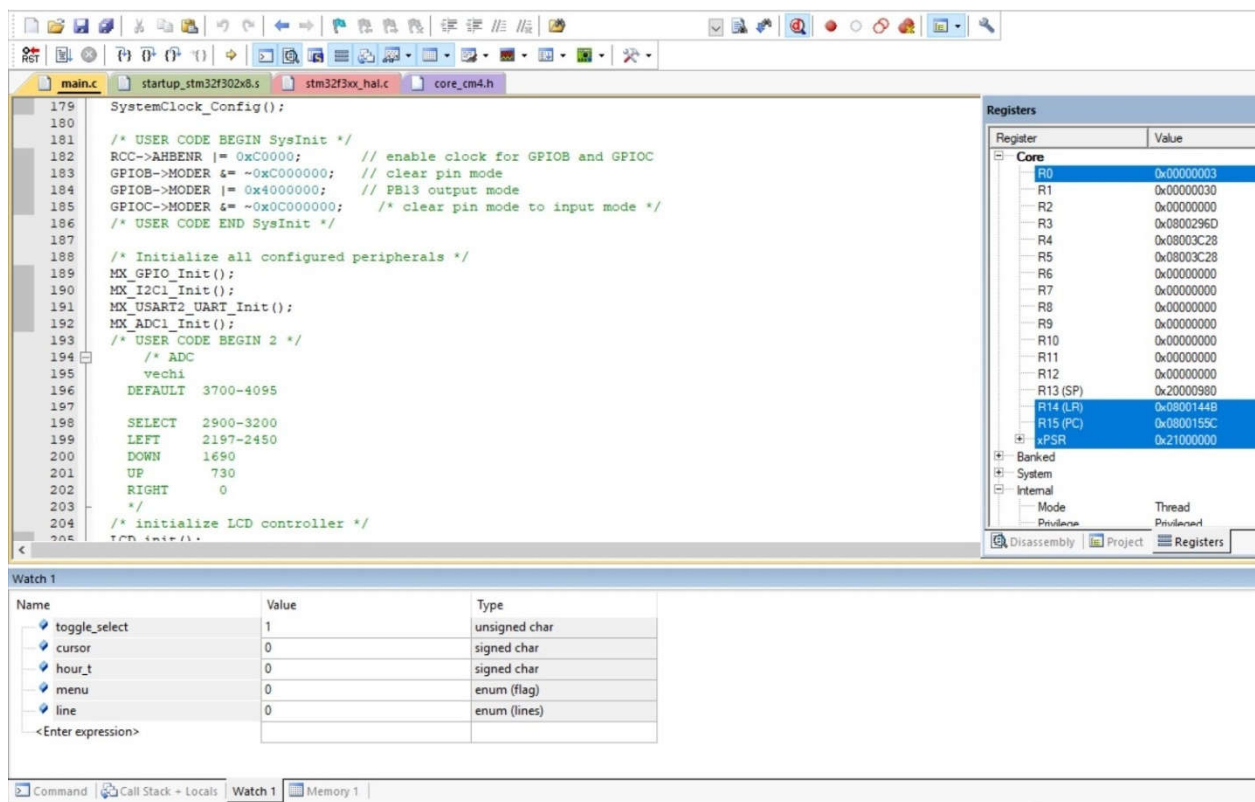 RST
main.c startup_stm32f302x8.s stm32f3xx_hal.c core_cm4.h
179 SystemClock_Config();
180
181 /* USER CODE BEGIN SysInit */
182 RCC->AHBENR |= 0xC0000; // enable clock for GPIOB and GPIOC
183 GPIOB->MODER &= ~0xC000000; // clear pin mode
184 GPIOB->MODER |= 0x4000000; // PB13 output mode
185 GPIOC->MODER &= ~0x0C000000; /* clear pin mode to input mode */
186 /* USER CODE END SysInit */
187
188 /* Initialize all configured peripherals */
189 MX_GPIO_Init();
190 MX_I2C1_Init();
191 MX_USART2_UART_Init();
192 MX_ADC1_Init();
193 /* USER CODE BEGIN 2 */
194 /* ADC
195 vechi
196 DEFAULT 3700-4095
197
198 SELECT 2900-3200
199 LEFT 2197-2450
200 DOWN 1690
201 UP 730
202 RIGHT 0
203 */
204 /* initialize LCD controller */
205 LCD_init();
Registers
Register Value
Core
R0 0x00000003
R1 0x00000030
R2 0x00000000
R3 0x0800296D
R4 0x08003C28
R5 0x08003C28
R6 0x00000000
R7 0x00000000
R8 0x00000000
R9 0x00000000
R10 0x00000000
R11 0x00000000
R12 0x00000000
R13 (SP) 0x20000980
R14 (LR) 0x0800144B
R15 (PC) 0x0800155C
xPSR 0x21000000
Banked
System
Internal
Mode Thread
Privilege Privileged
Disassembly Project Registers
Watch 1
Name Value Type
toggle_select 1 unsigned char
cursor 0 signed char
hour_t 0 signed char
menu 0 enum (flag)
line 0 enum (lines)
<Enter expression>
Command Call Stack + Locals Watch 1 Memory 1